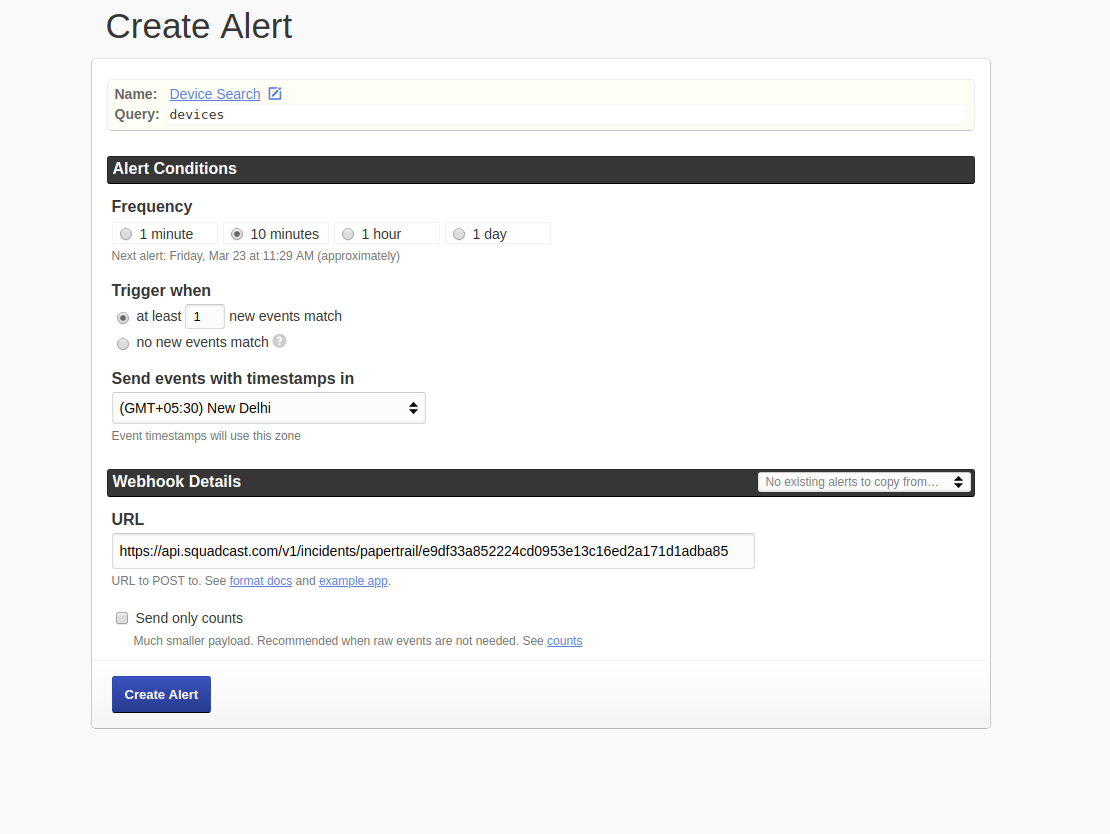 Create Alert
Name: Device Search
Query: devices
Alert Conditions
Frequency
1 minute 10 minutes 1 hour 1 day
Next alert: Friday, Mar 23 at 11:29 AM (approximately)
Trigger when
at least 1 new events match
no new events match ?
Send events with timestamps in
(GMT+05:30) New Delhi
Event timestamps will use this zone
Webhook Details No existing alerts to copy from…
URL
https://api.squadcast.com/v1/incidents/papertrail/e9df33a852224cd0953e13c16ed2a171d1adba85
URL to POST to. See format docs and example app.
Send only counts
Much smaller payload. Recommended when raw events are not needed. See counts
Create Alert